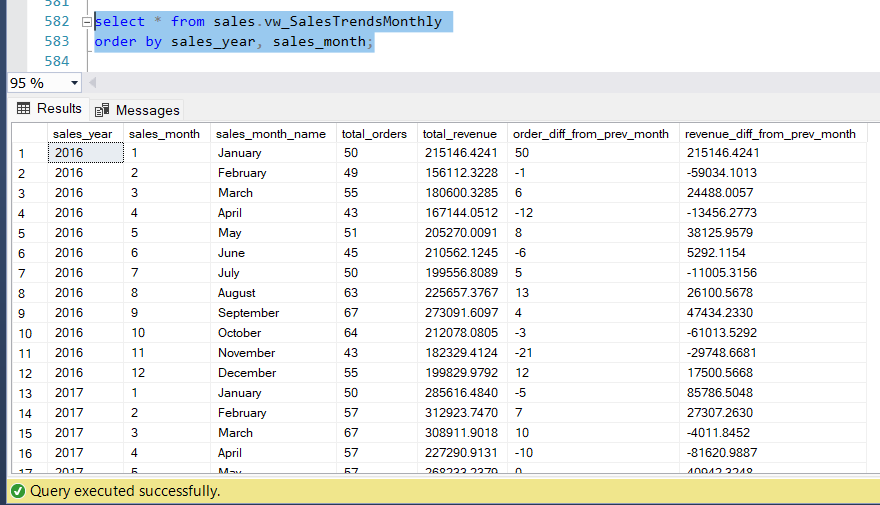 581
582 select * from sales.vw_SalesTrendsMonthly
583 order by sales_year, sales_month;
584
95 %
Results Messages
sales_year sales_month sales_month_name total_orders total_revenue order_diff_from_prev_month revenue_diff_from_prev_month
1 2016 1 January 50 215146.4241 50 215146.4241
2 2016 2 February 49 156112.3228 -1 -59034.1013
3 2016 3 March 55 180600.3285 6 24488.0057
4 2016 4 April 43 167144.0512 -12 -13456.2773
5 2016 5 May 51 205270.0091 8 38125.9579
6 2016 6 June 45 210562.1245 -6 5292.1154
7 2016 7 July 50 199556.8089 5 -11005.3156
8 2016 8 August 63 225657.3767 13 26100.5678
9 2016 9 September 67 273091.6097 4 47434.2330
10 2016 10 October 64 212078.0805 -3 -61013.5292
11 2016 11 November 43 182329.4124 -21 -29748.6681
12 2016 12 December 55 199829.9792 12 17500.5668
13 2017 1 January 50 285616.4840 -5 85786.5048
14 2017 2 February 57 312923.7470 7 27307.2630
15 2017 3 March 67 308911.9018 10 -4011.8452
16 2017 4 April 57 227290.9131 -10 -81620.9887
17 2017 5 May 57 268233.2379 0 40942.3248
Query executed successfully.